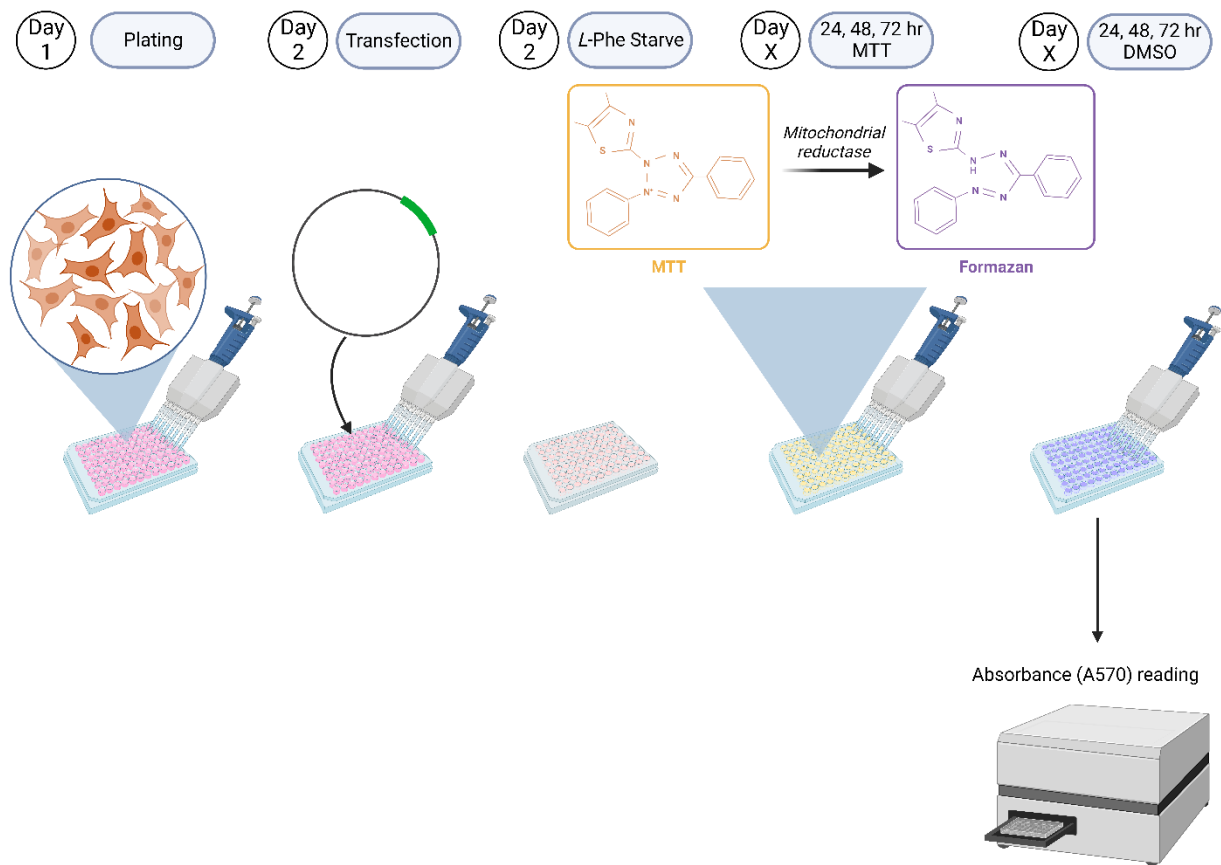 Day
1
Plating
Day
2
Transfection
Day
2
L-Phe Starve
Day
X
24, 48, 72 hr
MTT
Day
X
24, 48, 72 hr
DMSO
N
S
N
N
N+
N
Mitochondrial
reductase
N
S
N
H
N
N
N
MTT
Formazan
Absorbance (A570) reading